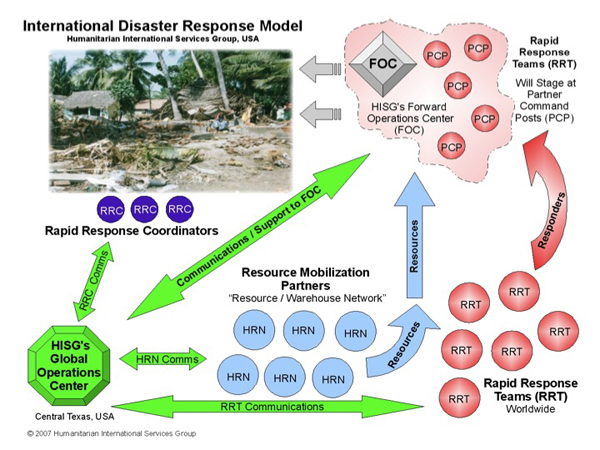 International Disaster Response Model
Humanitarian International Services Group, USA
FOC
HISG's Forward
Operations Center
(FOC)
PCP
PCP
PCP
PCP
PCP
Rapid
Response
Teams (RRT)
Will Stage at
Partner
Command
Posts (PCP)
RRC
RRC
RRC
Rapid Response Coordinators
RRC Comms
Communications / Support to FOC
Resources
Responders
Resource Mobilization
Partners
"Resource / Warehouse Network"
HRN
HRN
HRN
HRN
HRN
HRN
Resources
RRT
RRT
RRT
RRT
RRT
RRT
HISG's
Global
Operations
Center
Central Texas, USA
HRN Comms
RRT Communications
Rapid Response
Teams (RRT)
Worldwide
© 2007 Humanitarian International Services Group